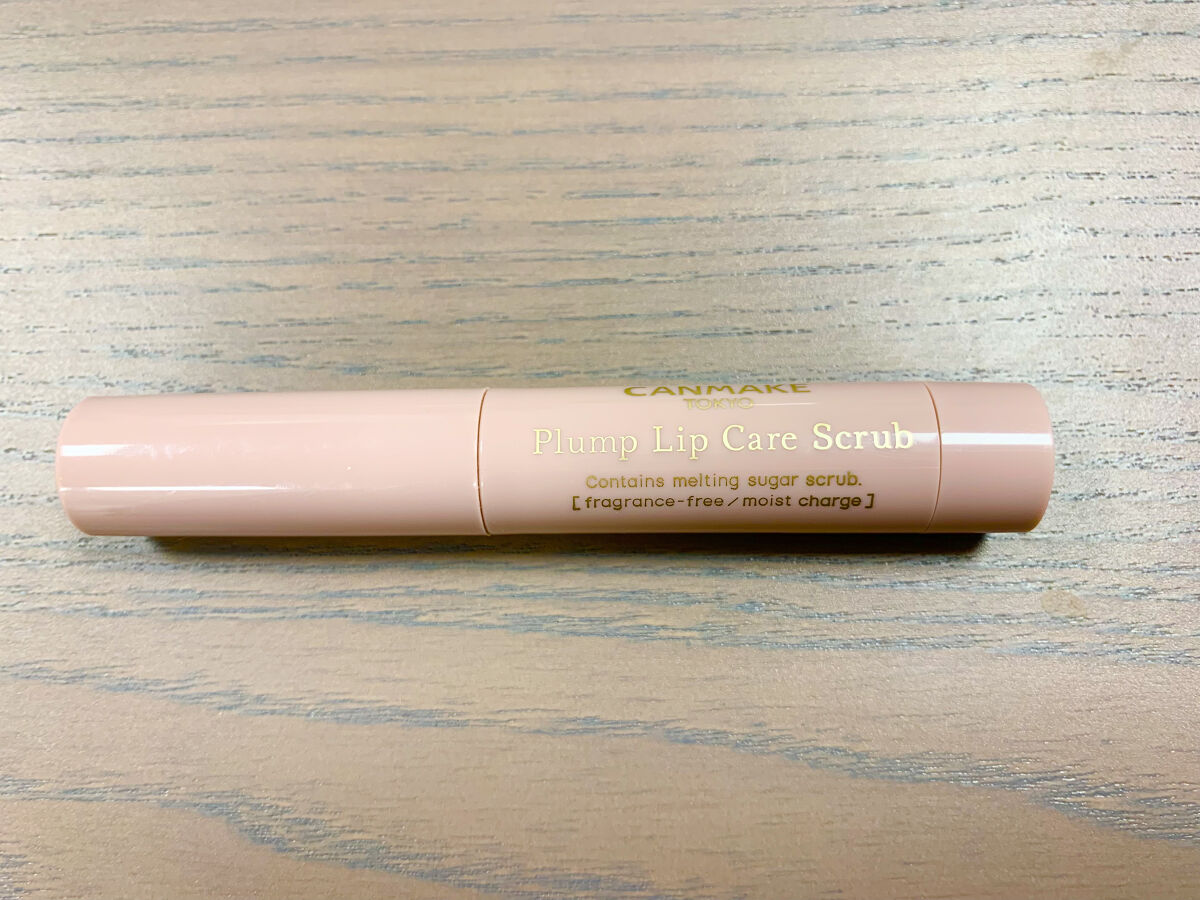 CANMAKE
TOKYO
Plump Lip Care Scrub
Contains melting sugar scrub.
[fragrance-free/moist charge]